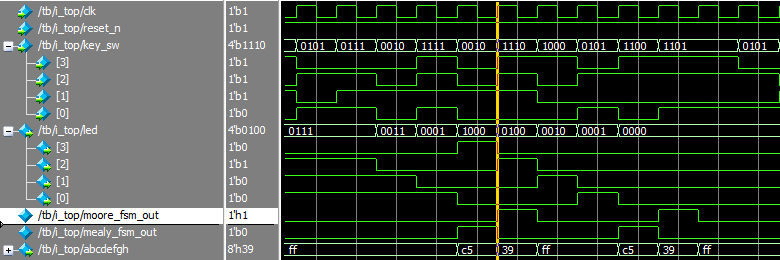 /tb/i_top/clk 1'b1
/tb/i_top/reset_n 1'b1
/tb/i_top/key_sw 4'b1110 0101 0111 0010 1111 0010 1110 1000 0101 1100 1101 0101
[3] 1'b1
[2] 1'b1
[1] 1'b1
[0] 1'b0
/tb/i_top/led 4'b0100 0111 0011 0001 1000 0100 0010 0001 0000
[3] 1'b0
[2] 1'b1
[1] 1'b0
[0] 1'b0
/tb/i_top/moore_fsm_out 1'h1
/tb/i_top/mealy_fsm_out 1'b0
/tb/i_top/abcdefgh 8'h39 ff c5 39 ff c5 39 ff